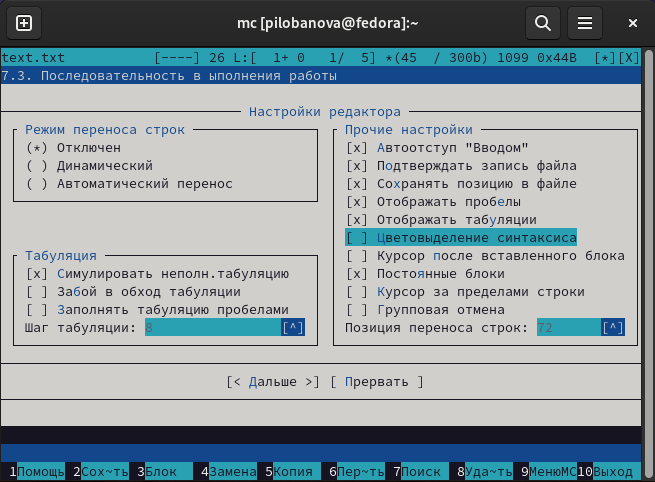 mc [pilobanova@fedora]:~
text.txt [----] 26 L:[ 1+ 0 1/ 5] *(45 / 300b) 1099 0x44B [*][X]
7.3. Последовательность в ыполнения работы
Настройки редактора
Режим переноса строк
(*) Отключен
( ) Динамический
( ) Автоматический перенос
Табуляция
[x] Симулировать неполн.табуляцию
[ ] Забой в обход табуляции
[ ] Заполнять табуляцию пробелами
Шаг табуляции: 8 [^]
Прочие настройки
[x] Автоотступ "Вводом"
[x] Подтверждать запись файла
[x] Сохранять позицию в файле
[x] Отображать пробелы
[x] Отображать табуляции
[ ] Цветовыделение синтаксиса
[ ] Курсор после вставленного блока
[x] Постоянные блоки
[ ] Курсор за пределами строки
[ ] Групповая отмена
Позиция переноса строк: 72 [^]
[< Дальше >] [ Прервать ]
1Помощь 2Сох~ть 3Блок 4Замена 5Копия 6Пер~ть 7Поиск 8Уда~ть 9МенюMC 10Выход